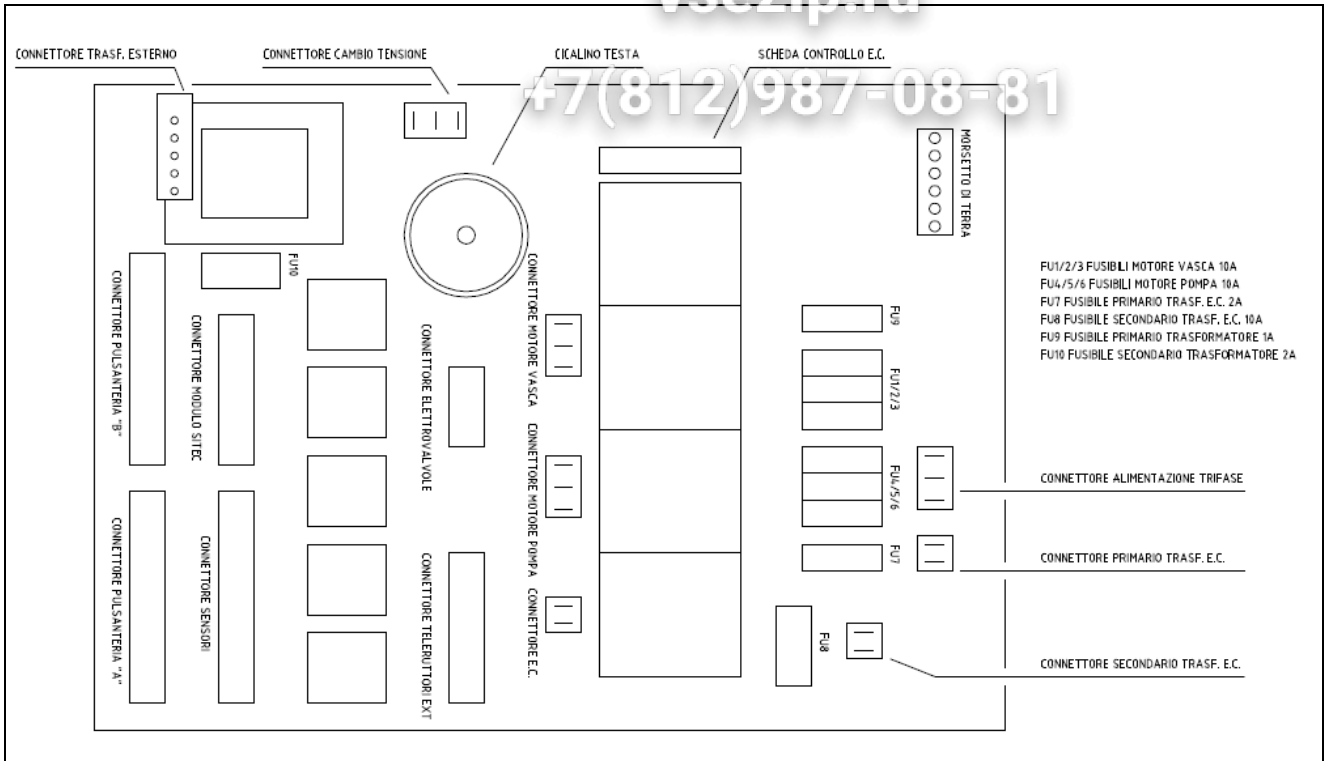 vsezip.ru
+7(812)987-08-81
CONNETTORE TRASF. ESTERNO
CONNETTORE CAMBIO TENSIONE
CICALINO TESTA
SCHEDA CONTROLLO E.C.
MORSETTO DI TERRA
FU10
CONNETTORE PULSANTERIA "B"
CONNETTORE MODULO SITEC
CONNETTORE ELETTROVALVOLE
CONNETTORE MOTORE VASCA
FU9
FU1/2/3
FU1/2/3 FUSIBILI MOTORE VASCA 10A
FU4/5/6 FUSIBILI MOTORE POMPA 10A
FU7 FUSIBILE PRIMARIO TRASF. E.C. 2A
FU8 FUSIBILE SECONDARIO TRASF. E.C. 10A
FU9 FUSIBILE PRIMARIO TRASFORMATORE 1A
FU10 FUSIBILE SECONDARIO TRASFORMATORE 2A
CONNETTORE MOTORE POMPA
FU4/5/6
CONNETTORE ALIMENTAZIONE TRIFASE
CONNETTORE PULSANTERIA "A"
CONNETTORE SENSORI
CONNETTORE TELERUTTORI EXT
CONNETTORE E.C.
FU7
CONNETTORE PRIMARIO TRASF. E.C.
FU8
CONNETTORE SECONDARIO TRASF. E.C.